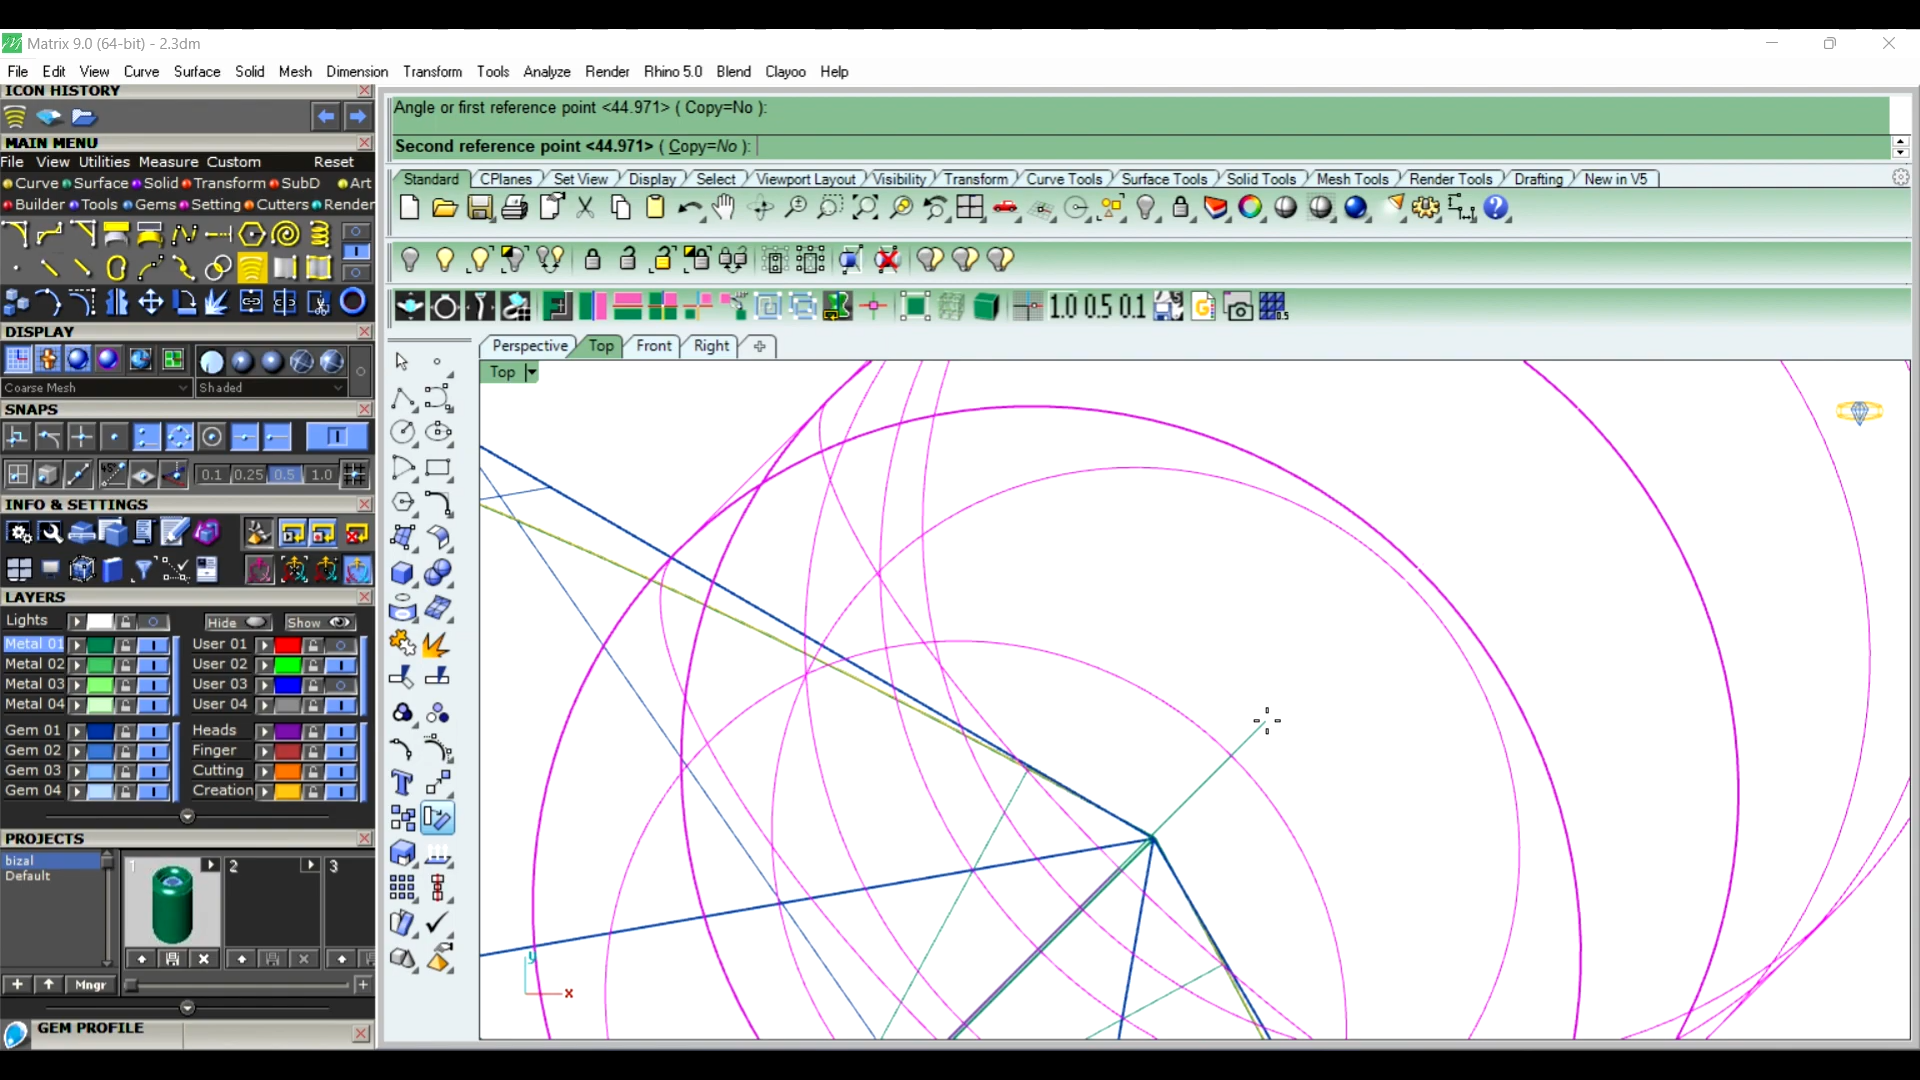 Matrix 9.0 (64-bit) - 2.3dm
File Edit View Curve Surface Solid Mesh Dimension Transform Tools Analyze Render Rhino 5.0 Blend Clayoo Help
ICON HISTORY
MAIN MENU
File View Utilities Measure Custom Reset
Curve Surface Solid Transform SubD Art
Builder Tools Gems Setting Cutters Render
DISPLAY
Coarse Mesh Shaded
SNAPS
0.1 0.25 0.5 1.0
INFO & SETTINGS
LAYERS
Lights Hide Show
Metal 01 User 01
Metal 02 User 02
Metal 03 User 03
Metal 04 User 04
Gem 01 Heads
Gem 02 Finger
Gem 03 Cutting
Gem 04 Creation
PROJECTS
bizal
Default
1 2 3
Mngr
GEM PROFILE
Angle or first reference point <44.971> ( Copy=No ):
Second reference point <44.971> ( Copy=No ):
Standard CPlanes Set View Display Select Viewport Layout Visibility Transform Curve Tools Surface Tools Solid Tools Mesh Tools Render Tools Drafting New in V5
1.0 0.5 0.1
0.5
Perspective Top Front Right
Top
y
x